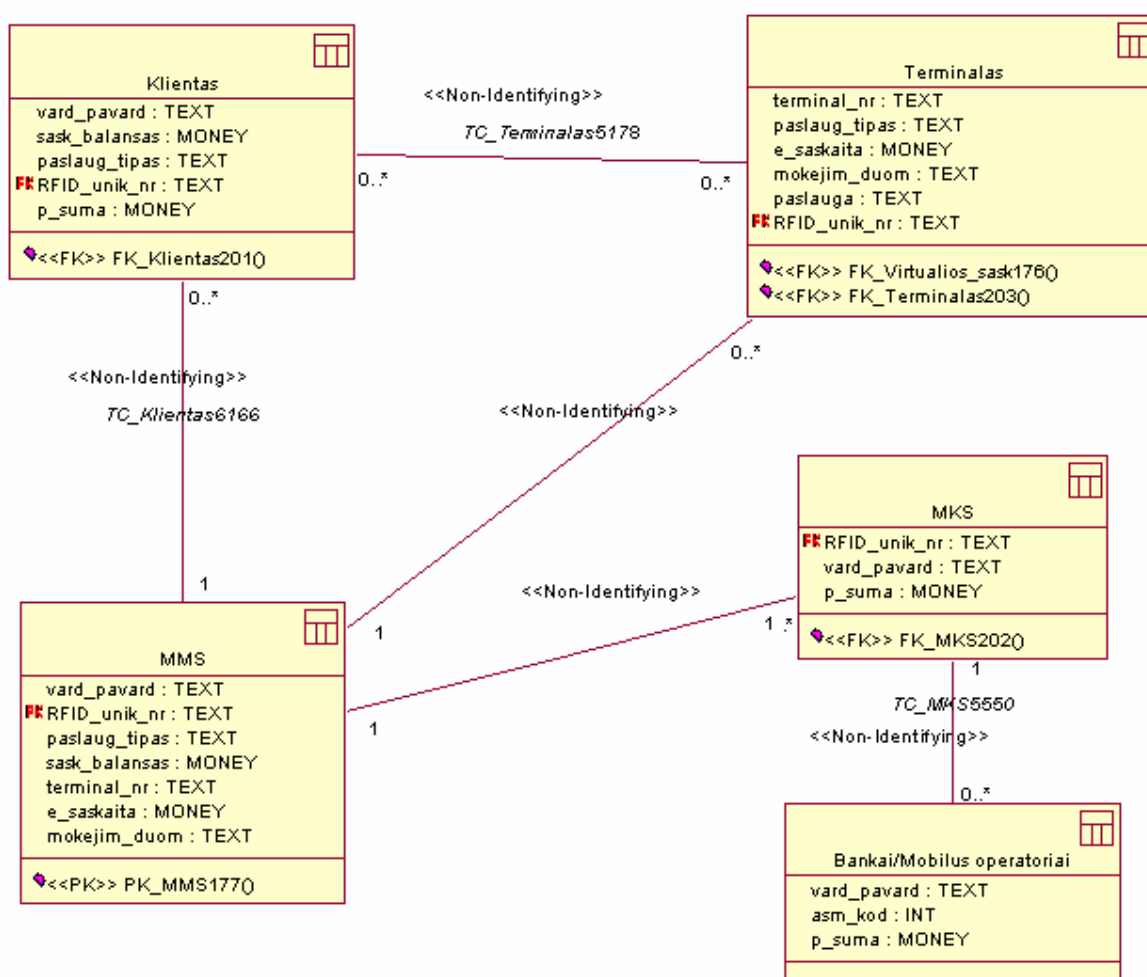 Klientas
vard_pavard : TEXT
sask_balansas : MONEY
paslaug_tipas : TEXT
FK RFID_unik_nr : TEXT
p_suma : MONEY
<<FK>> FK_Klientas201()
<<Non-Identifying>>
TC_Terminalas5178
0..*
0..*
Terminalas
terminal_nr : TEXT
paslaug_tipas : TEXT
e_saskaita : MONEY
mokejim_duom : TEXT
paslauga : TEXT
FK RFID_unik_nr : TEXT
<<FK>> FK_Virtualios_sask176()
<<FK>> FK_Terminalas203()
0..*
<<Non-Identifying>>
TC_Klientas6166
1
0..*
<<Non-Identifying>>
1
MKS
FK RFID_unik_nr : TEXT
vard_pavard : TEXT
p_suma : MONEY
<<FK>> FK_MKS202()
<<Non-Identifying>>
1..*
1
MMS
vard_pavard : TEXT
PK RFID_unik_nr : TEXT
paslaug_tipas : TEXT
sask_balansas : MONEY
terminal_nr : TEXT
e_saskaita : MONEY
mokejim_duom : TEXT
<<PK>> PK_MMS177()
1
TC_MKS5550
<<Non-Identifying>>
0..*
Bankai/Mobilus operatoriai
vard_pavard : TEXT
asm_kod : INT
p_suma : MONEY